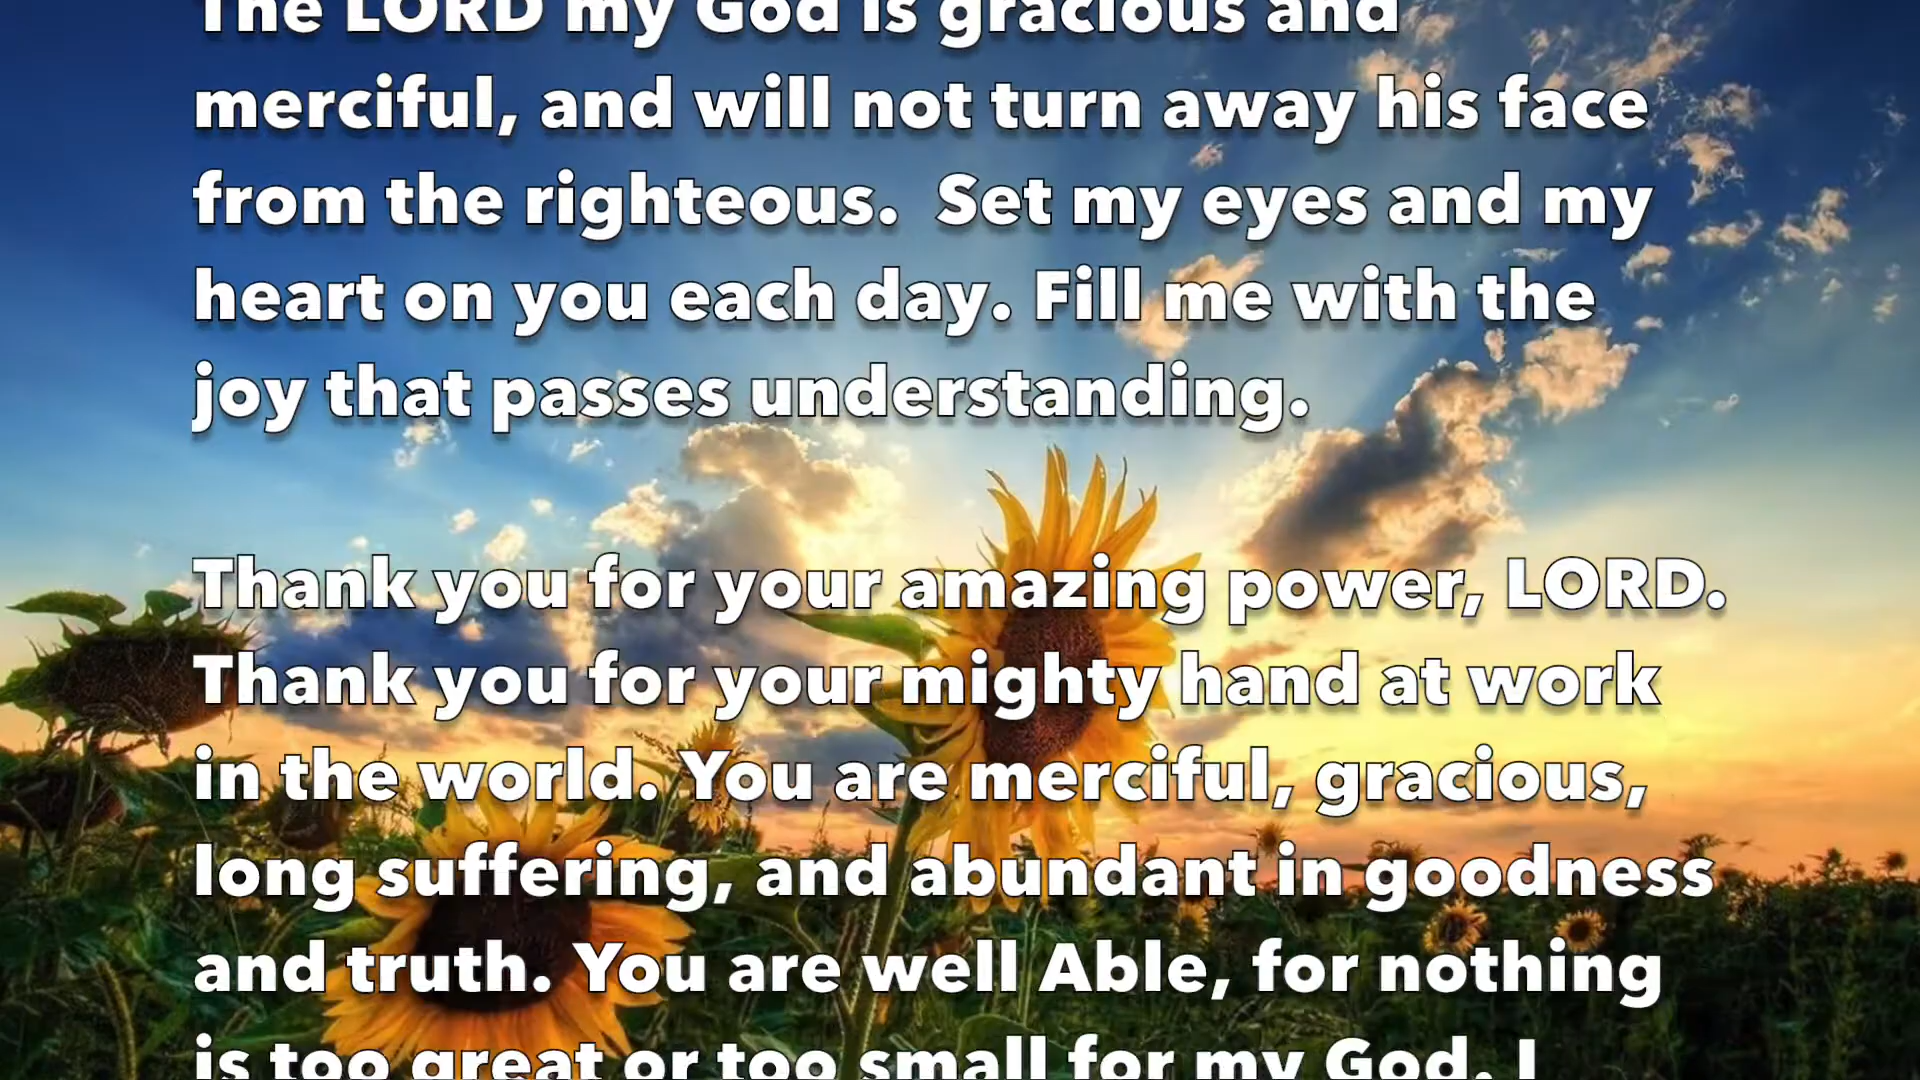 The LORD my God is gracious and
merciful, and will not turn away his face
from the righteous.  Set my eyes and my
heart on you each day. Fill me with the
joy that passes understanding.
Thank you for your amazing power, LORD.
Thank you for your mighty hand at work
in the world. You are merciful, gracious,
long suffering, and abundant in goodness
and truth. You are well Able, for nothing
is too great or too small for my God. I